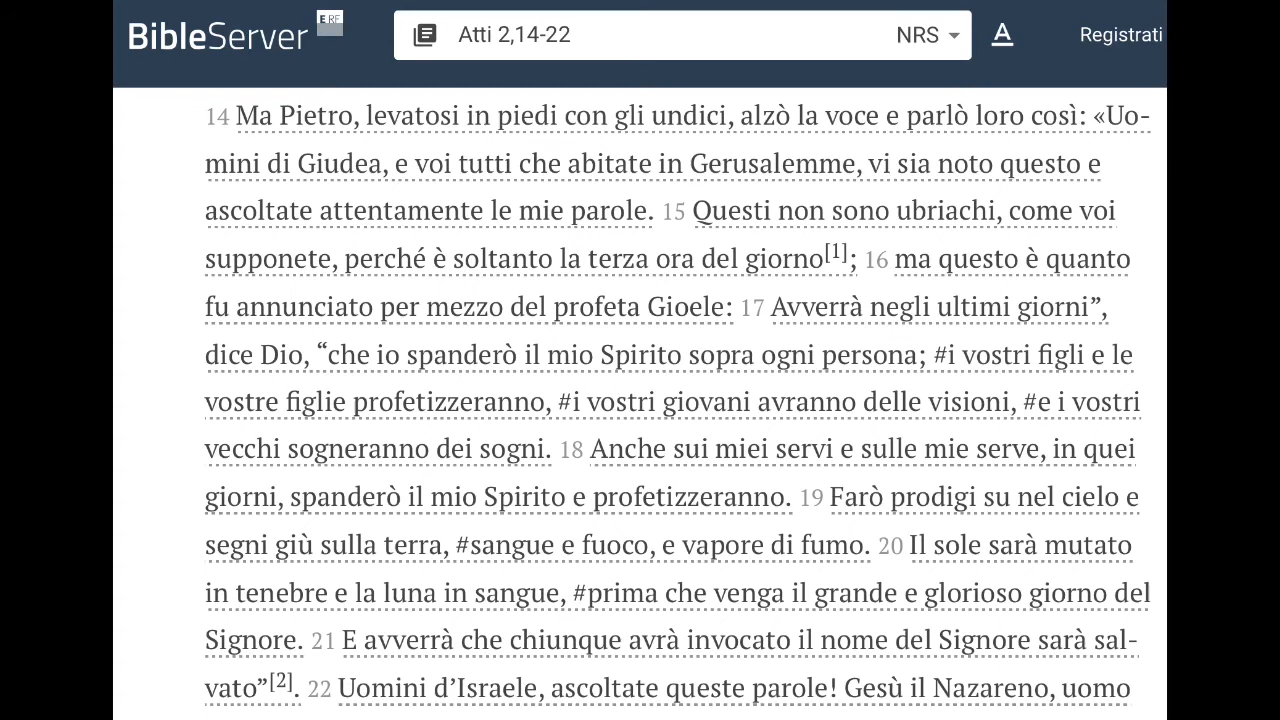 BibleServer
ERF
Atti 2,14-22
NRS
A
Registrati
14 Ma Pietro, levatosi in piedi con gli undici, alzò la voce e parlò loro così: «Uo-
mini di Giudea, e voi tutti che abitate in Gerusalemme, vi sia noto questo e
ascoltate attentamente le mie parole. 15 Questi non sono ubriachi, come voi
supponete, perché è soltanto la terza ora del giorno[1]; 16 ma questo è quanto
fu annunciato per mezzo del profeta Gioele: 17 Avverrà negli ultimi giorni”,
dice Dio, “che io spanderò il mio Spirito sopra ogni persona; #i vostri figli e le
vostre figlie profetizzeranno, #i vostri giovani avranno delle visioni, #e i vostri
vecchi sogneranno dei sogni. 18 Anche sui miei servi e sulle mie serve, in quei
giorni, spanderò il mio Spirito e profetizzeranno. 19 Farò prodigi su nel cielo e
segni giù sulla terra, #sangue e fuoco, e vapore di fumo. 20 Il sole sarà mutato
in tenebre e la luna in sangue, #prima che venga il grande e glorioso giorno del
Signore. 21 E avverrà che chiunque avrà invocato il nome del Signore sarà sal-
vato”[2]. 22 Uomini d’Israele, ascoltate queste parole! Gesù il Nazareno, uomo